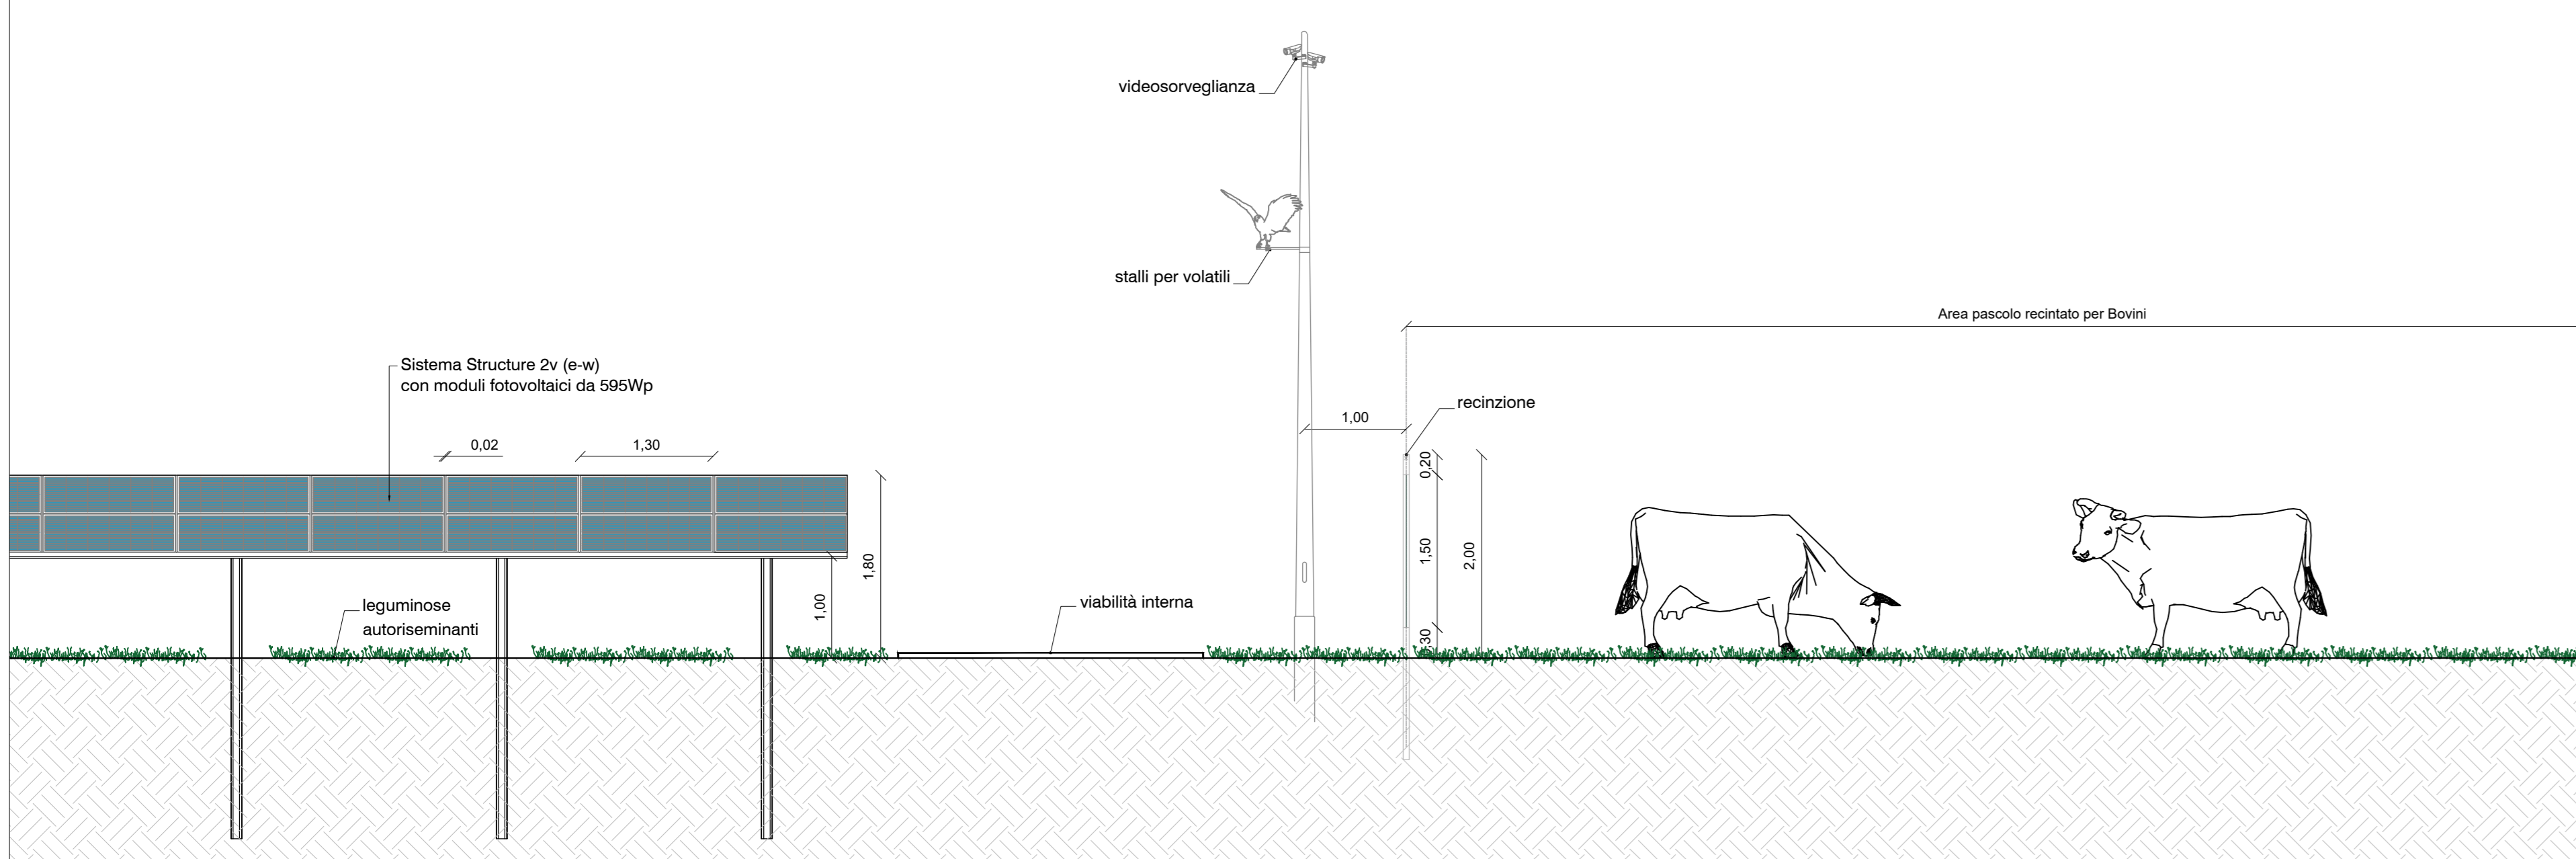 videosorveglianza
stalli per volatili
Area pascolo recintato per Bovini
Sistema Structure 2v (e-w)
con moduli fotovoltaici da 595Wp
recinzione
1,00
0,02
1,30
0,20
1,50
2,00
1,80
1,00
leguminose
autoriseminanti
viabilità interna
,30